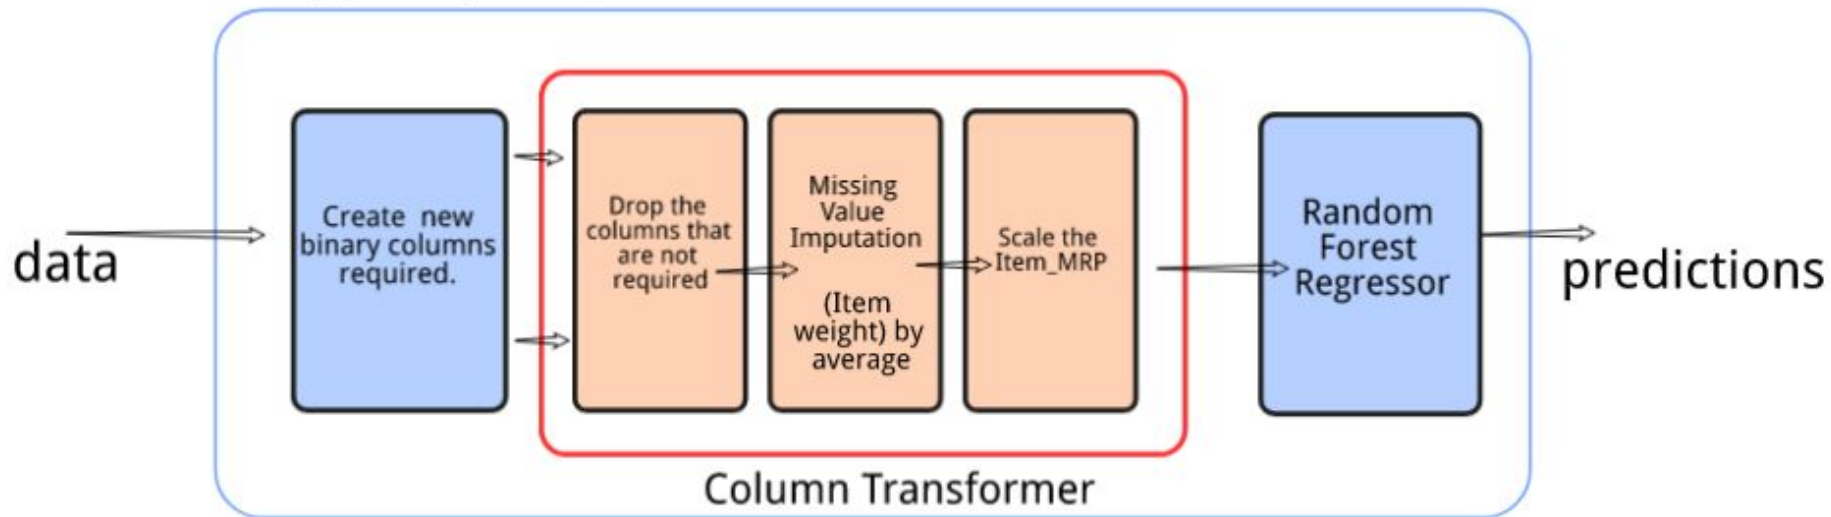 data
Create new
binary columns
required.
Drop the
columns that
are not
required
Missing
Value
Imputation
(Item
weight) by
average
Scale the
Item_MRP
Column Transformer
Random
Forest
Regressor
predictions